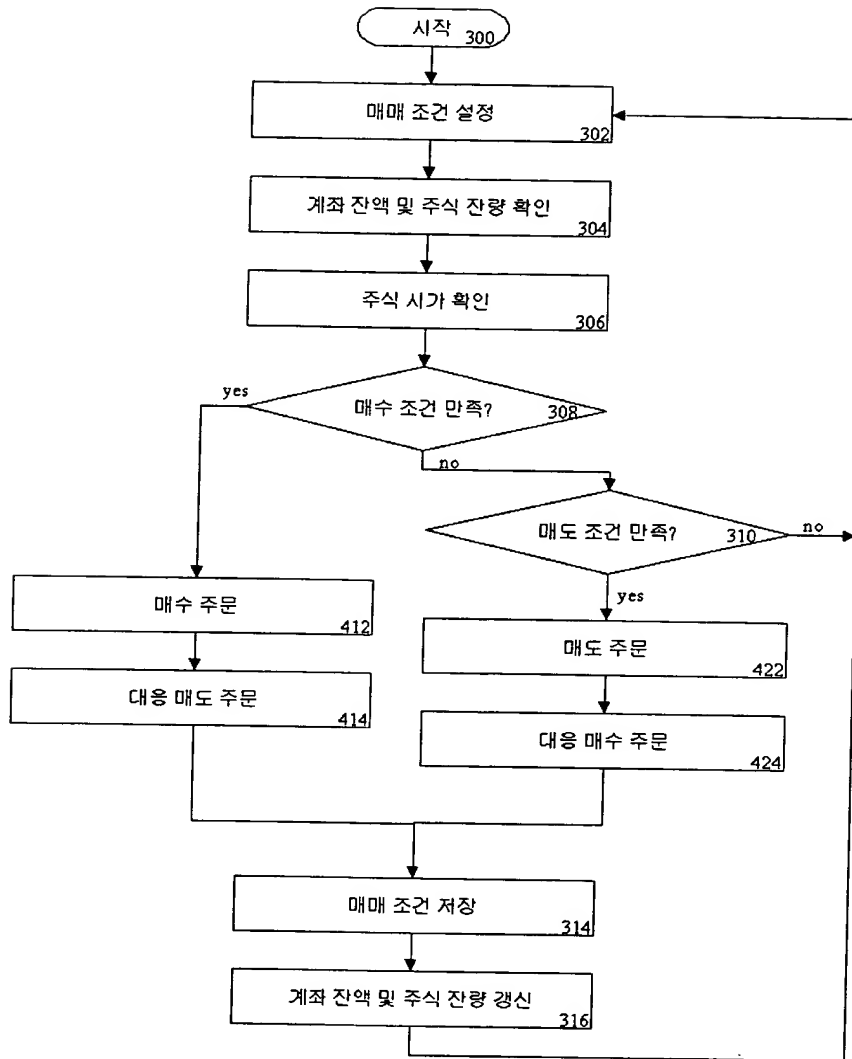 시작
300
매매 조건 설정
302
계좌 잔액 및 주식 잔량 확인
304
주식 시가 확인
306
yes
매수 조건 만족?
308
no
매도 조건 만족?
310
no
yes
매수 주문
412
매도 주문
422
대응 매도 주문
414
대응 매수 주문
424
매매 조건 저장
314
계좌 잔액 및 주식 잔량 갱신
316